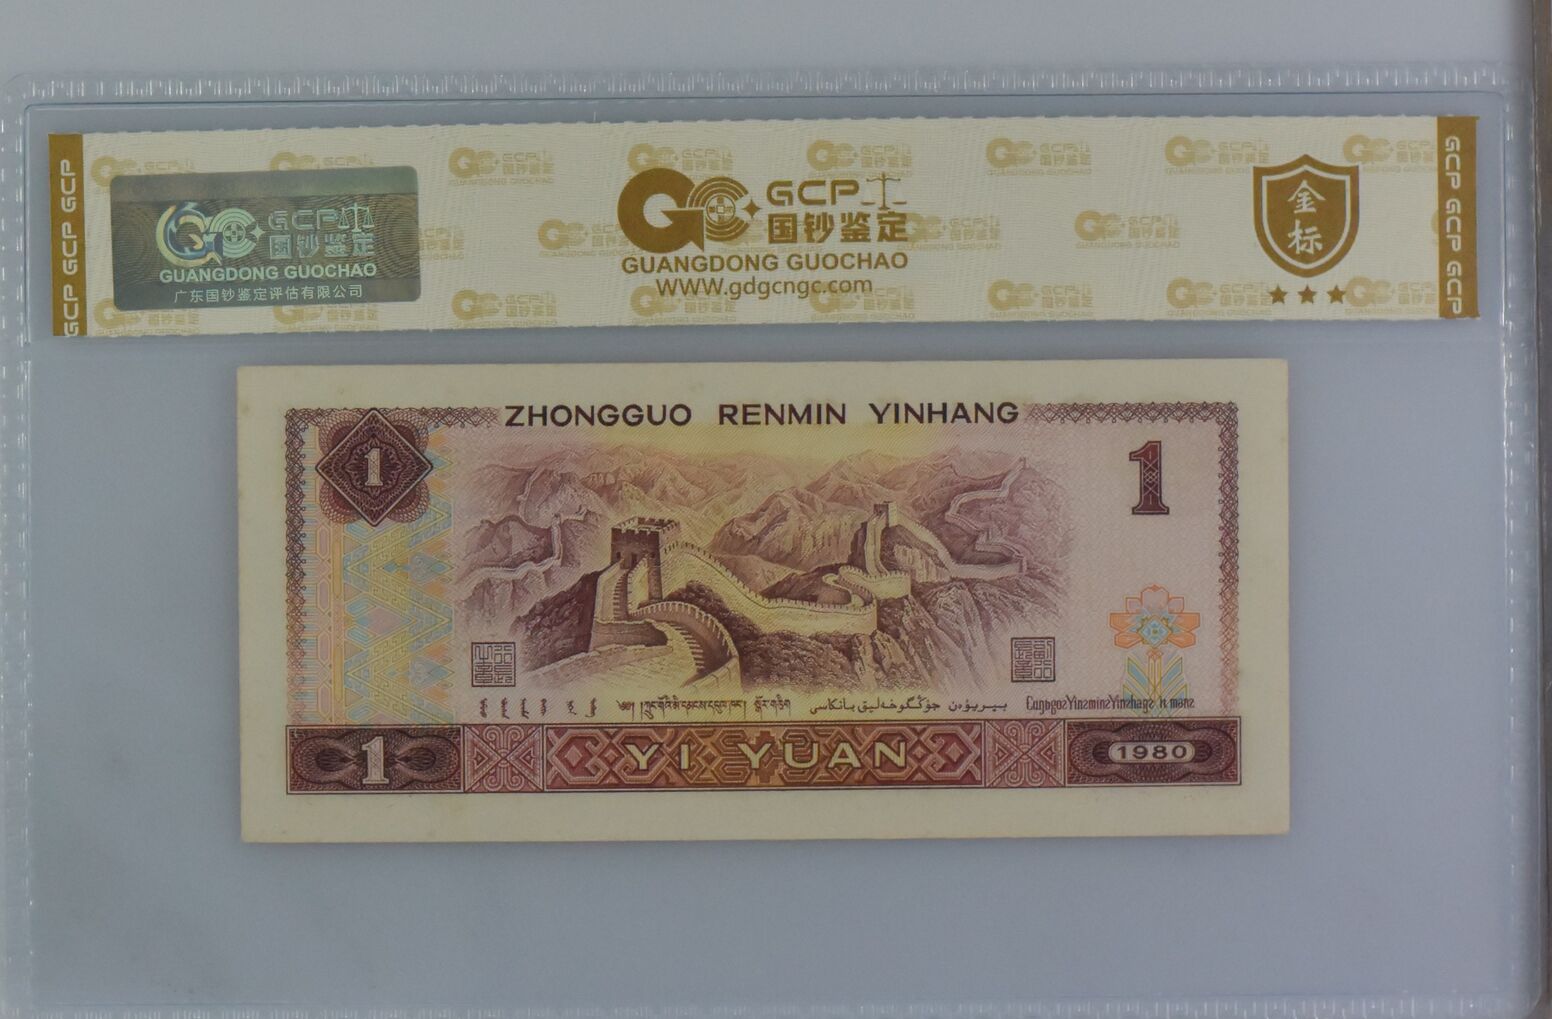 GCP GCP GCP
GCP
国钞鉴定
GUANGDONG GUOCHAO
广东国钞鉴定评估有限公司
GCP
国钞鉴定
GUANGDONG GUOCHAO
WWW.gdgcngc.com
金
标
GCP GCP GCP
ZHONGGUO RENMIN YINHANG
1
1
YI YUAN
1
1980